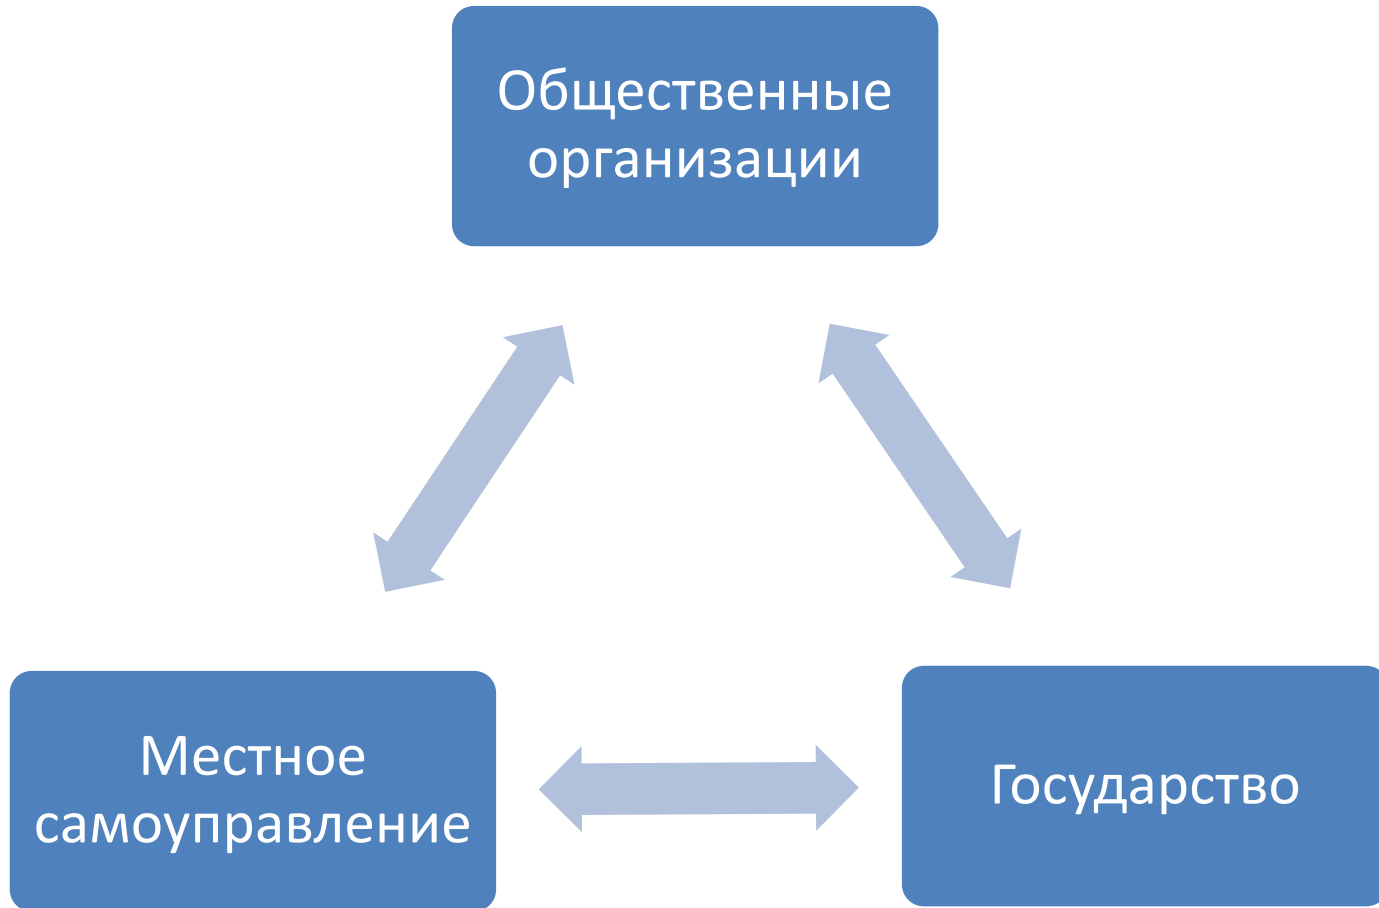 Общественные
организации
Местное
самоуправление
Государство